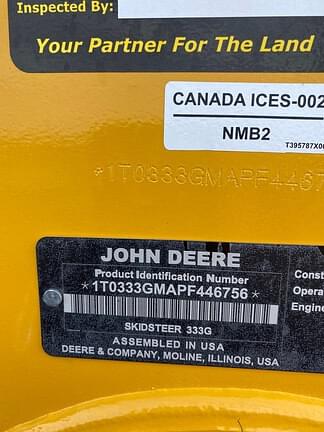 Inspected By:
Your Partner For The Land
CANADA ICES-002
NMB2
*1T0333GMAPF4467
JOHN DEERE
Product Identification Number
*1T0333GMAPF446756*
SKIDSTEER 333G
ASSEMBLED IN USA
DEERE & COMPANY, MOLINE, ILLINOIS, USA
Const
Opera
Engine